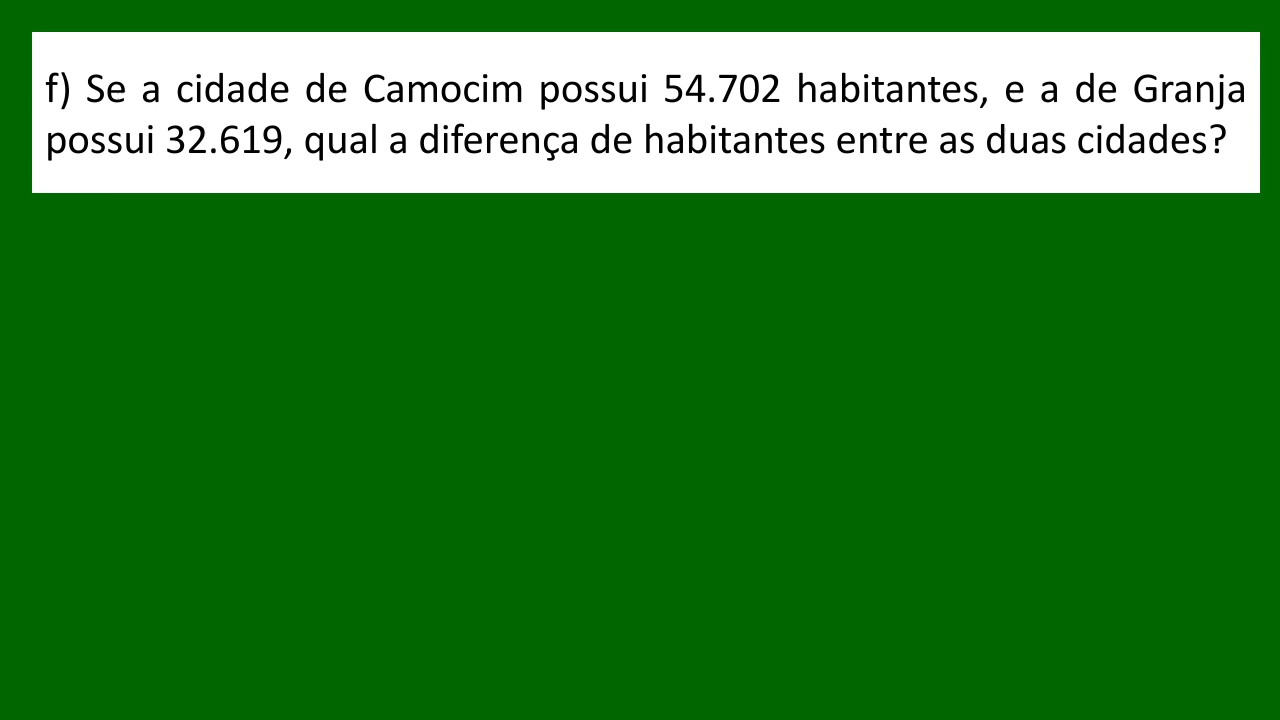 f) Se a cidade de Camocim possui 54.702 habitantes, e a de Granja
possui 32.619, qual a diferença de habitantes entre as duas cidades?